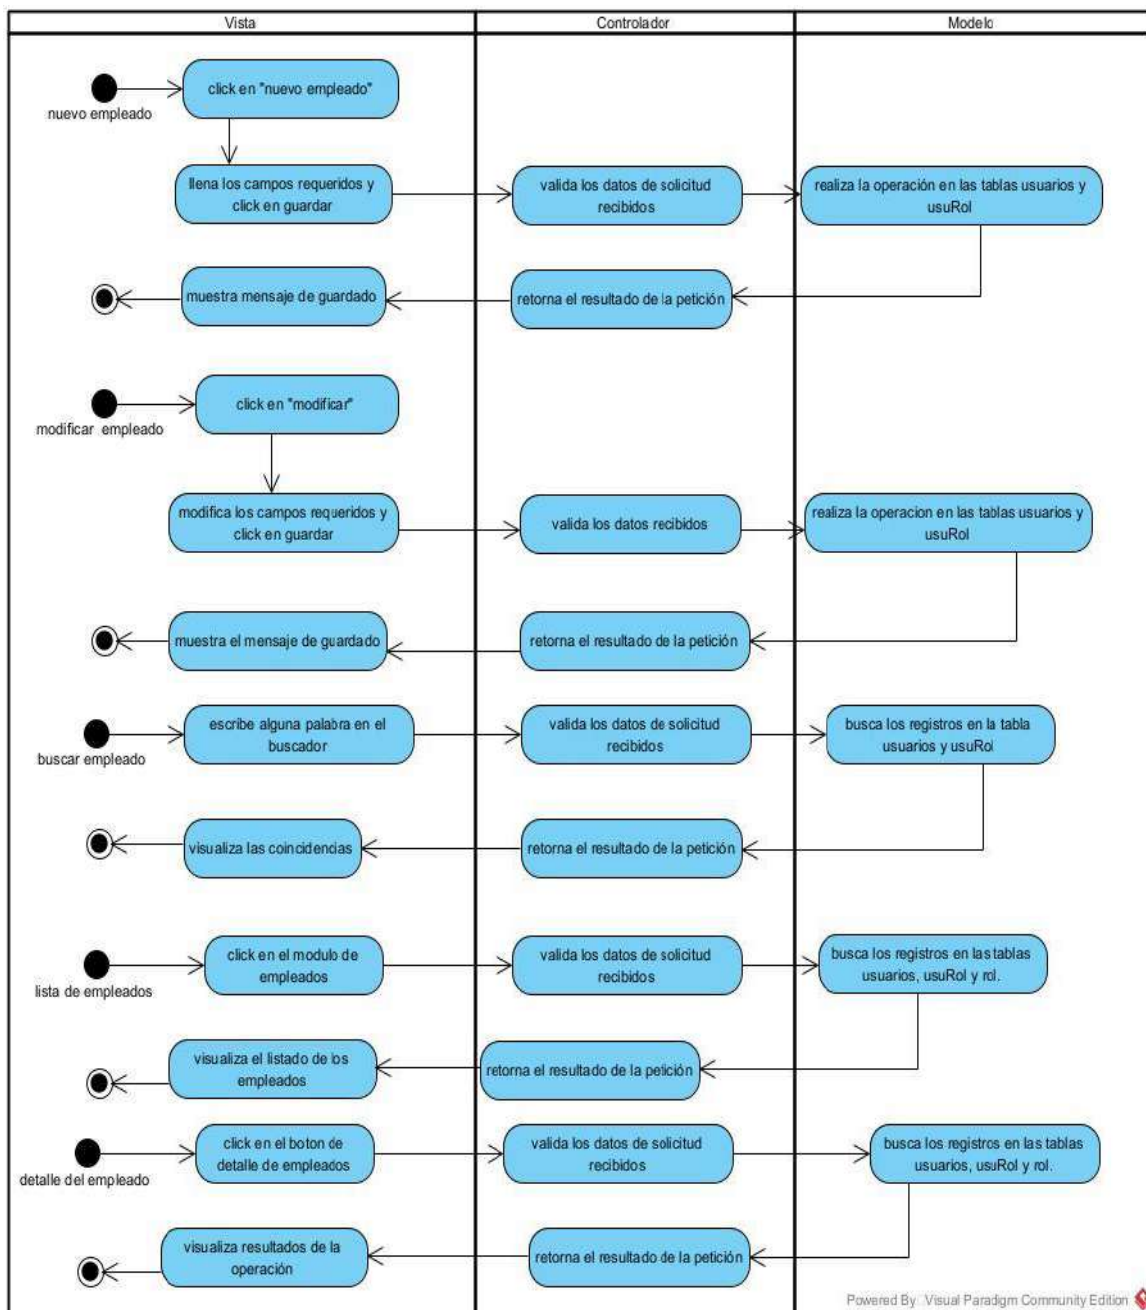 Vista
Controlador
Modelo
click en "nuevo empleado"
nuevo empleado
llena los campos requeridos y
click en guardar
valida los datos de solicitud
recibidos
realiza la operación en las tablas usuarios y
usuRol
muestra mensaje de guardado
retorna el resultado de la petición
click en "modificar"
modificar empleado
modifica los campos requeridos y
click en guardar
valida los datos recibidos
realiza la operacion en las tablas usuarios y
usuRol
muestra el mensaje de guardado
retorna el resultado de la petición
escribe alguna palabra en el
buscador
buscar empleado
valida los datos de solicitud
recibidos
busca los registros en la tabla
usuarios y usuRol
visualiza las coincidencias
retorna el resultado de la petición
click en el modulo de
empleados
lista de empleados
valida los datos de solicitud
recibidos
busca los registros en las tablas
usuarios, usuRol y rol.
visualiza el listado de los
empleados
retorna el resultado de la petición
click en el boton de
detalle de empleados
detalle del empleado
valida los datos de solicitud
recibidos
busca los registros en las tablas
usuarios, usuRol y rol.
visualiza resultados de la
operación
retorna el resultado de la petición
Powered By Visual Paradigm Community Edition